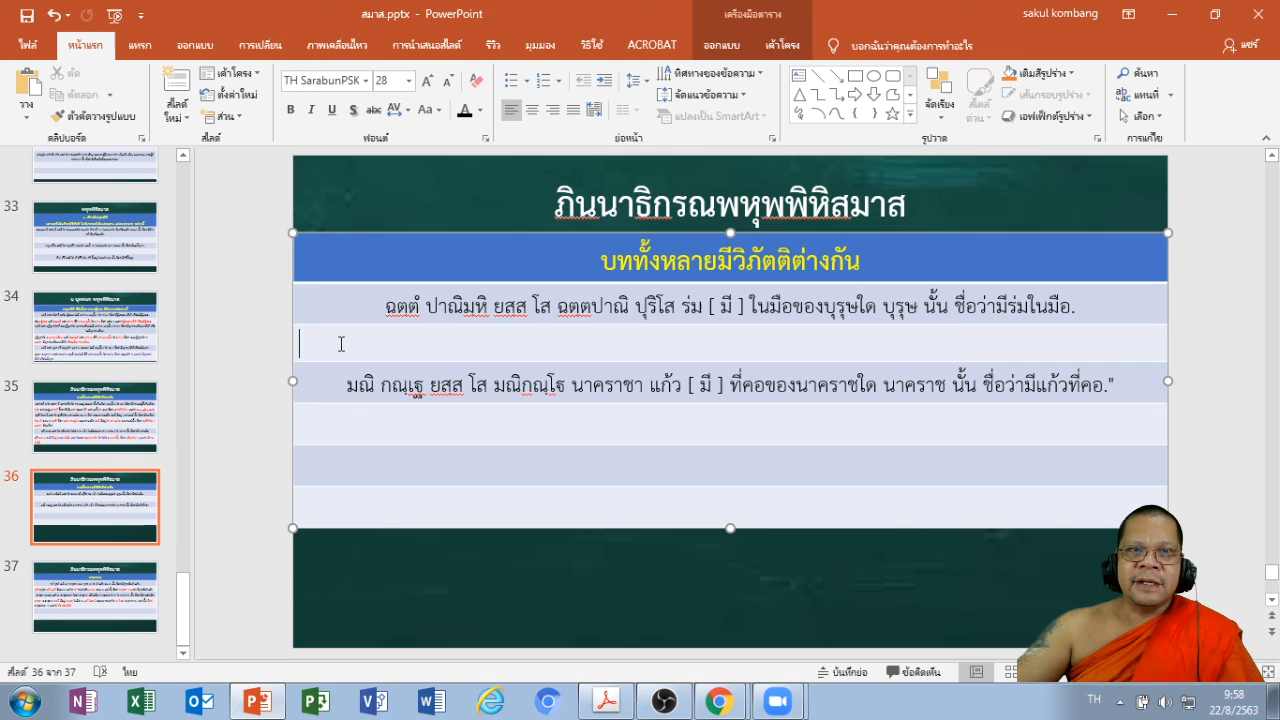 สมาส.pptx - PowerPoint
เครื่องมือตาราง
sakul kombang
ไฟล์ หน้าแรก แทรก ออกแบบ การเปลี่ยน ภาพเคลื่อนไหว การนำเสนอสไลด์ รีวิว มุมมอง วิธีใช้ ACROBAT ออกแบบ เค้าโครง บอกฉันว่าคุณต้องการทำอะไร แชร์
ตัด
คัดลอก
ตัวคัดวางรูปแบบ
วาง
คลิปบอร์ด
สไลด์ใหม่
เค้าโครง
ตั้งค่าใหม่
ส่วน
สไลด์
TH SarabunPSK 28
ฟอนต์
ทิศทางของข้อความ
จัดแนวข้อความ
แปลงเป็น SmartArt
ย่อหน้า
จัดเรียง
สไตล์ด่วน
เติมสีรูปร่าง
เส้นกรอบรูปร่าง
เอฟเฟ็กต์รูปร่าง
รูปวาด
ค้นหา
แทนที่
เลือก
การแก้ไข
33
34
35
36
37
ภินนาธิกรณพหุพพิหิสมาส
บททั้งหลายมีวิภัตติต่างกัน
ฉตฺตํ ปาณิมฺหิ อสฺส โส ฉตฺตปาณิ ปุริโส ร่ม [ มี ] ในมือ ของบุรุษใด บุรุษ นั้น ชื่อว่ามีร่มในมือ.
มณิ กณฺเฐ ยสฺส โส มณิกณฺโฐ นาคราชา แก้ว [ มี ] ที่คอของนาคราชใด นาคราช นั้น ชื่อว่ามีแก้วที่คอ."
สไลด์ 36 จาก 37 ไทย
บันทึกย่อ ข้อคิดเห็น
TH 9:58
22/8/2563